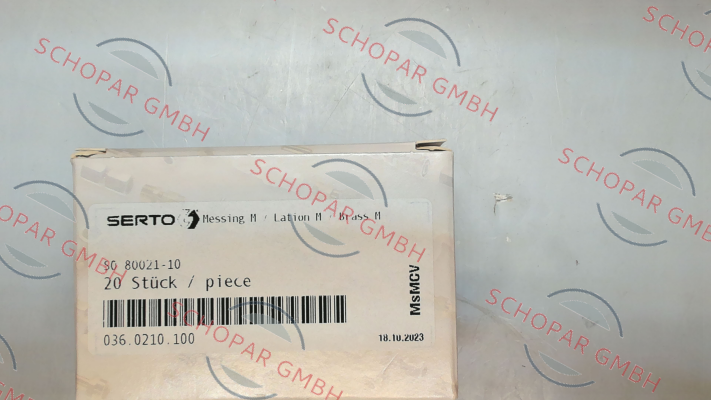 SCHOPAR GMBH
SCHOPAR GMBH
SCHOPAR GMBH
SCHOPAR GMBH
SCHOPAR GMBH
SCHOPAR GMBH
SERTO Messing M / Lation M / Brass M
SO 80021-10
20 Stück / piece
036.0210.100
MsMCV
18.10.2023
SCHOPAR GMBH
SCHOPAR GMBH